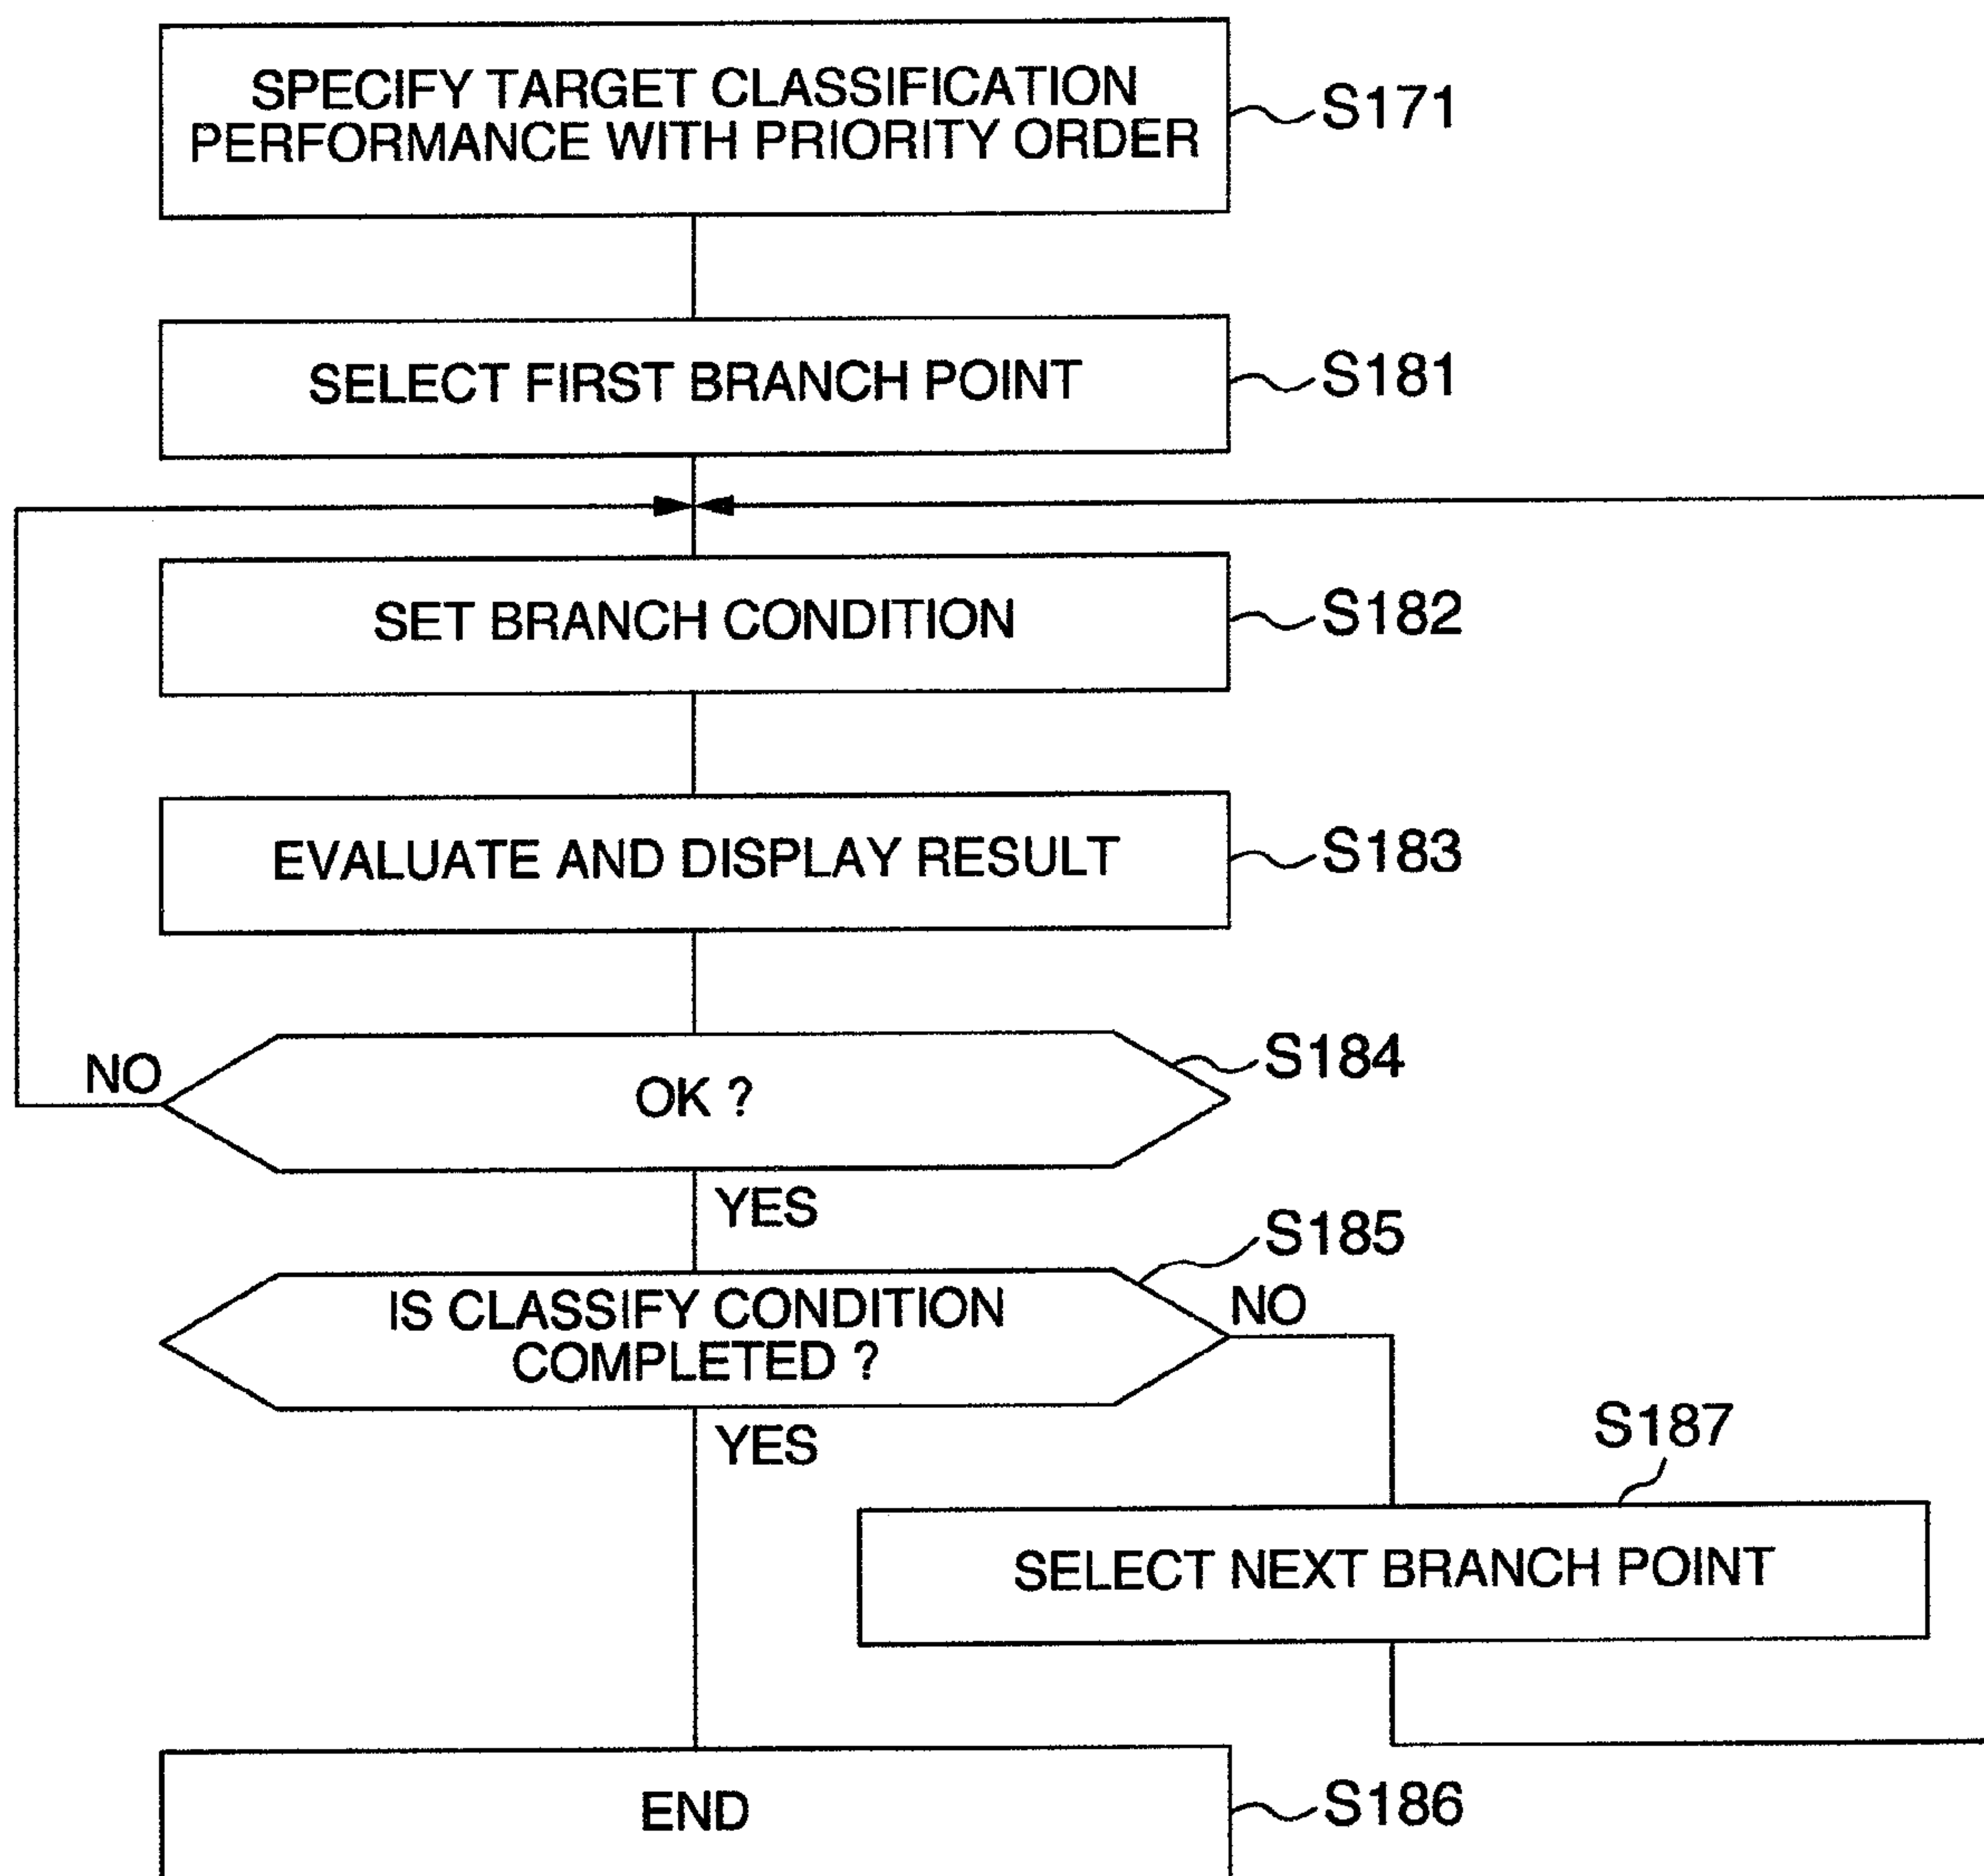 SPECIFY TARGET CLASSIFICATION
PERFORMANCE WITH PRIORITY ORDER
S171
SELECT FIRST BRANCH POINT
S181
SET BRANCH CONDITION
S182
EVALUATE AND DISPLAY RESULT
S183
NO
OK ?
S184
YES
S185
IS CLASSIFY CONDITION
COMPLETED ?
NO
YES
S187
SELECT NEXT BRANCH POINT
END
S186